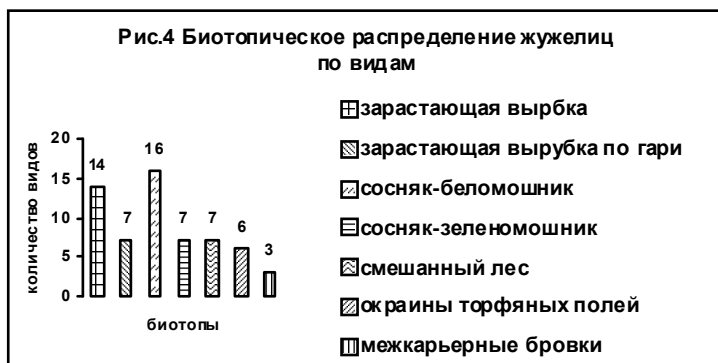 Рис.4 Биотопическое распределение жужелиц
по видам
количество видов
20
15
10
5
0
14
7
16
7
7
6
3
биотопы
зарастающая вырбка
зарастающая вырубка по гари
сосняк-беломошник
сосняк-зеленомошник
смешанный лес
окраины торфяных полей
межкарьерные бровки